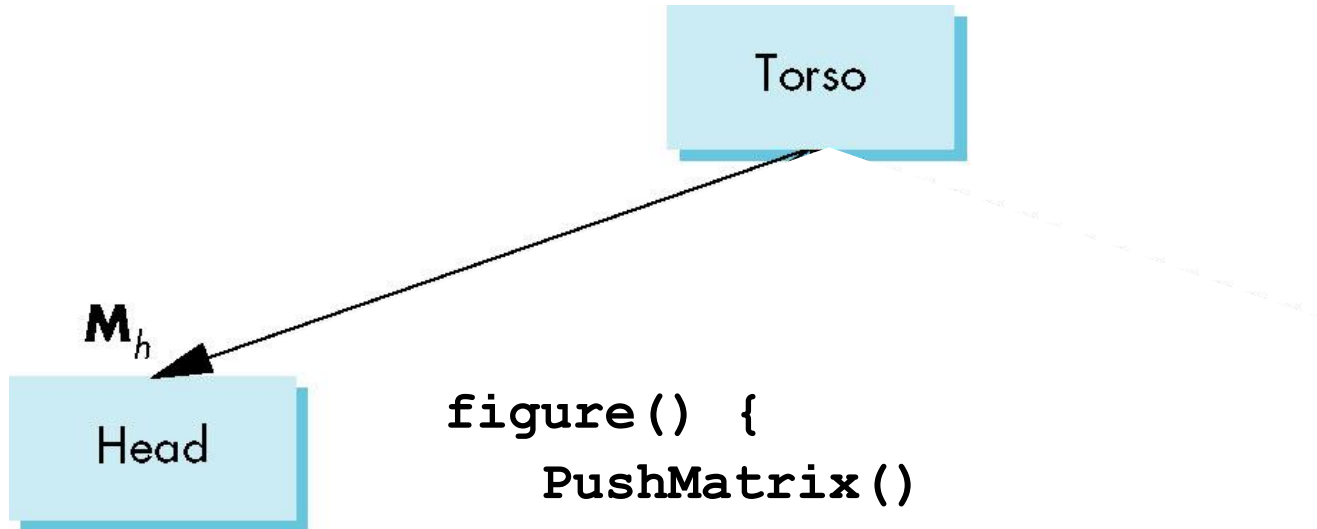 Torso
M_h
Head
figure() {
PushMatrix()